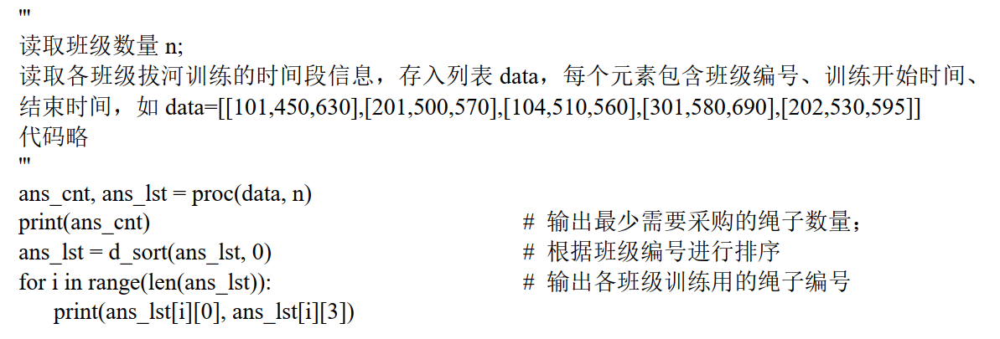 '''
读取班级数量 n;
读取各班级拔河训练的时间段信息，存入列表 data，每个元素包含班级编号、训练开始时间、
结束时间，如 data=[[101,450,630],[201,500,570],[104,510,560],[301,580,690],[202,530,595]]
代码略
'''
ans_cnt, ans_lst = proc(data, n)
print(ans_cnt) # 输出最少需要采购的绳子数量；
ans_lst = d_sort(ans_lst, 0) # 根据班级编号进行排序
for i in range(len(ans_lst)): # 输出各班级训练用的绳子编号
    print(ans_lst[i][0], ans_lst[i][3])